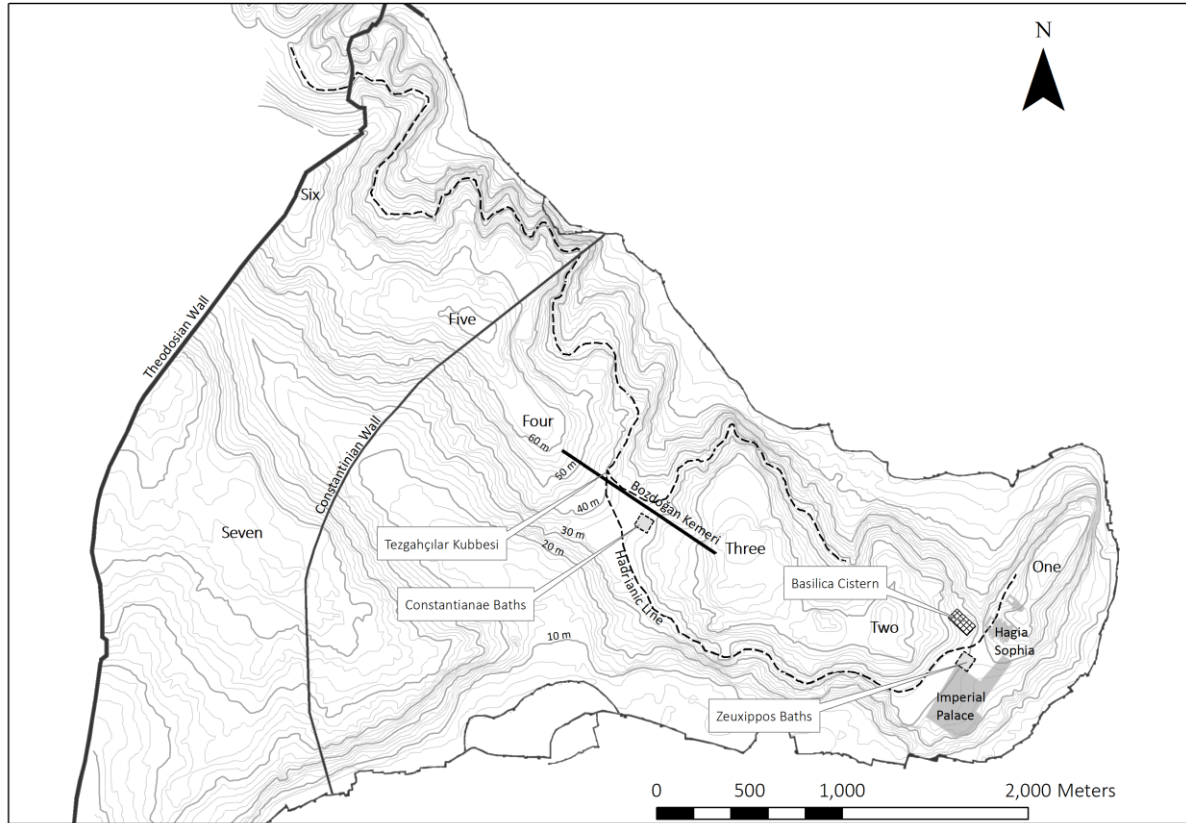 N
Six
Theodosian Wall
Five
Constantinian Wall
Four
60 m
50 m
40 m
30 m
20 m
10 m
Bozdoğan Kemeri
Three
Seven
Tezgahçılar Kubbesi
Constantianae Baths
Hadrianic Line
Basilica Cistern
One
Two
Hagia
Sophia
Imperial
Palace
Zeuxippos Baths
0 500 1,000 2,000 Meters